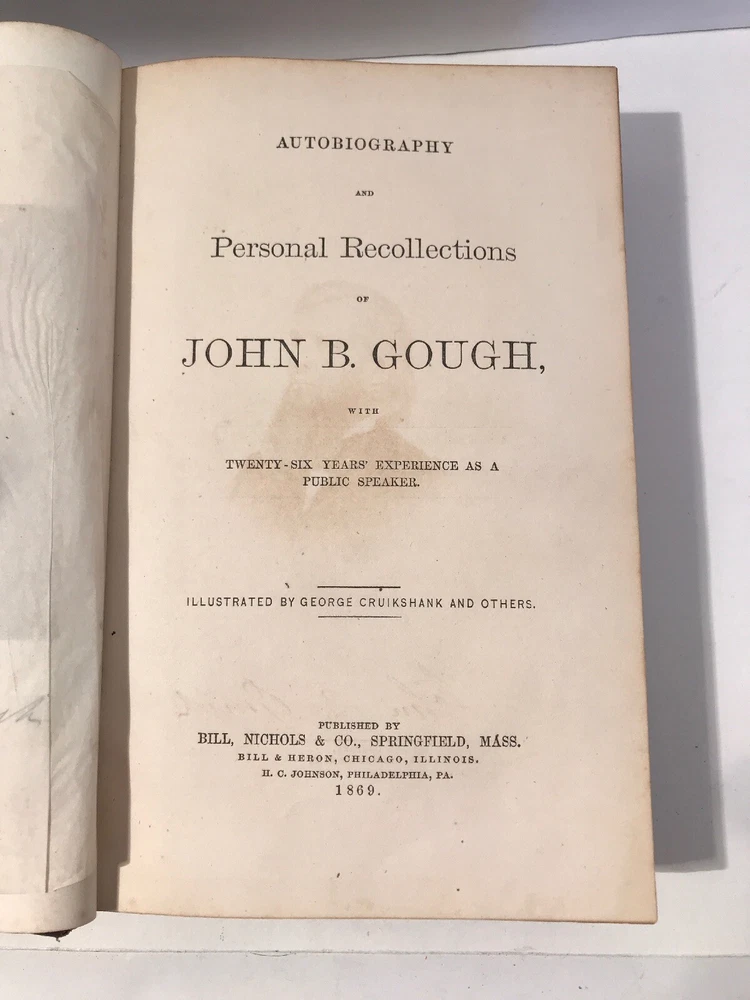 AUTOBIOGRAPHY
AND
Personal Recollections
OF
JOHN B. GOUGH,
WITH
TWENTY-SIX YEARS' EXPERIENCE AS A
PUBLIC SPEAKER.
ILLUSTRATED BY GEORGE CRUIKSHANK AND OTHERS.
PUBLISHED BY
BILL, NICHOLS & CO., SPRINGFIELD, MASS.
BILL & HERON, CHICAGO, ILLINOIS.
H. C. JOHNSON, PHILADELPHIA, PA.
1869.